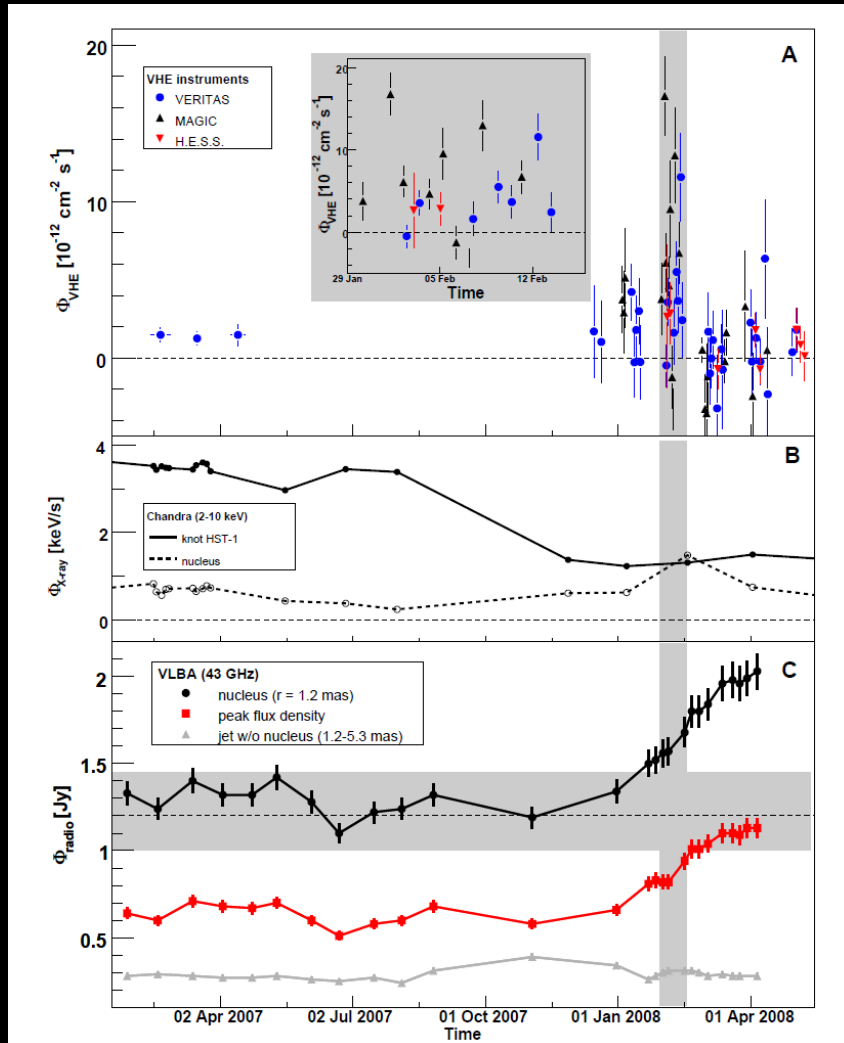 A
20
10
0
Φ_VHE [10^-12 cm^-2 s^-1]
VHE instruments
VERITAS
MAGIC
H.E.S.S.
20
10
0
Φ_VHE [10^-12 cm^-2 s^-1]
29 Jan 05 Feb 12 Feb
Time
B
4
2
0
Φ_X-ray [keV/s]
Chandra (2-10 keV)
knot HST-1
nucleus
C
2
1.5
1
0.5
Φ_radio [Jy]
VLBA (43 GHz)
nucleus (r = 1.2 mas)
peak flux density
jet w/o nucleus (1.2-5.3 mas)
02 Apr 2007 02 Jul 2007 01 Oct 2007 01 Jan 2008 01 Apr 2008
Time